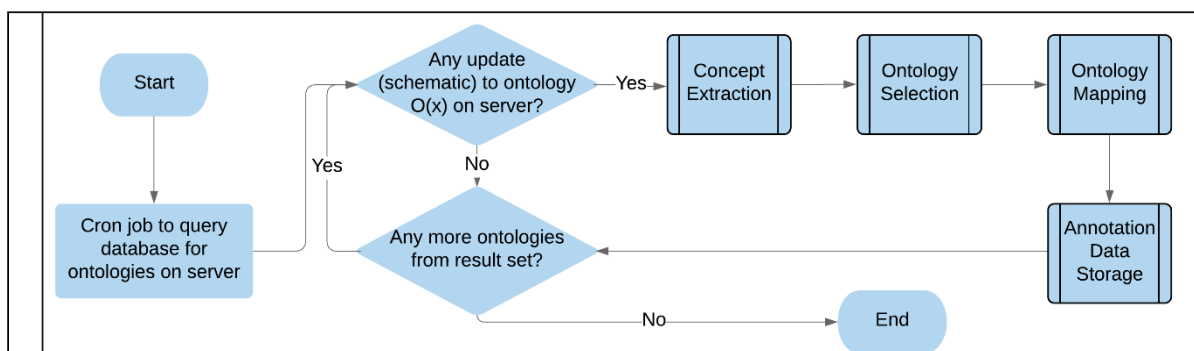 Start
Cron job to query
database for
ontologies on server
Any update
(schematic) to ontology
O(x) on server?
Yes
Concept
Extraction
Ontology
Selection
Ontology
Mapping
Annotation
Data
Storage
No
Yes
Any more ontologies
from result set?
No
End